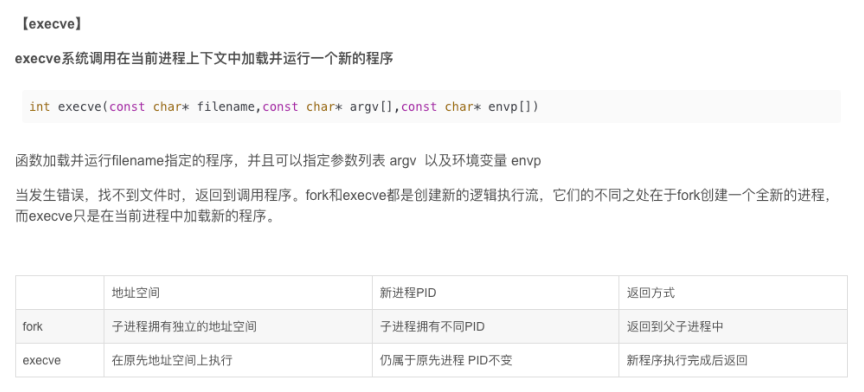 【execve】
execve系统调用在当前进程上下文中加载并运行一个新的程序
int execve(const char* filename,const char* argv[],const char* envp[])
函数加载并运行filename指定的程序，并且可以指定参数列表 argv 以及环境变量 envp
当发生错误，找不到文件时，返回到调用程序。fork和execve都是创建新的逻辑执行流，它们的不同之处在于fork创建一个全新的进程，
而execve只是在当前进程中加载新的程序。
地址空间 新进程PID 返回方式
fork 子进程拥有独立的地址空间 子进程拥有不同PID 返回到父子进程中
execve 在原先地址空间上执行 仍属于原先进程 PID不变 新程序执行完成后返回